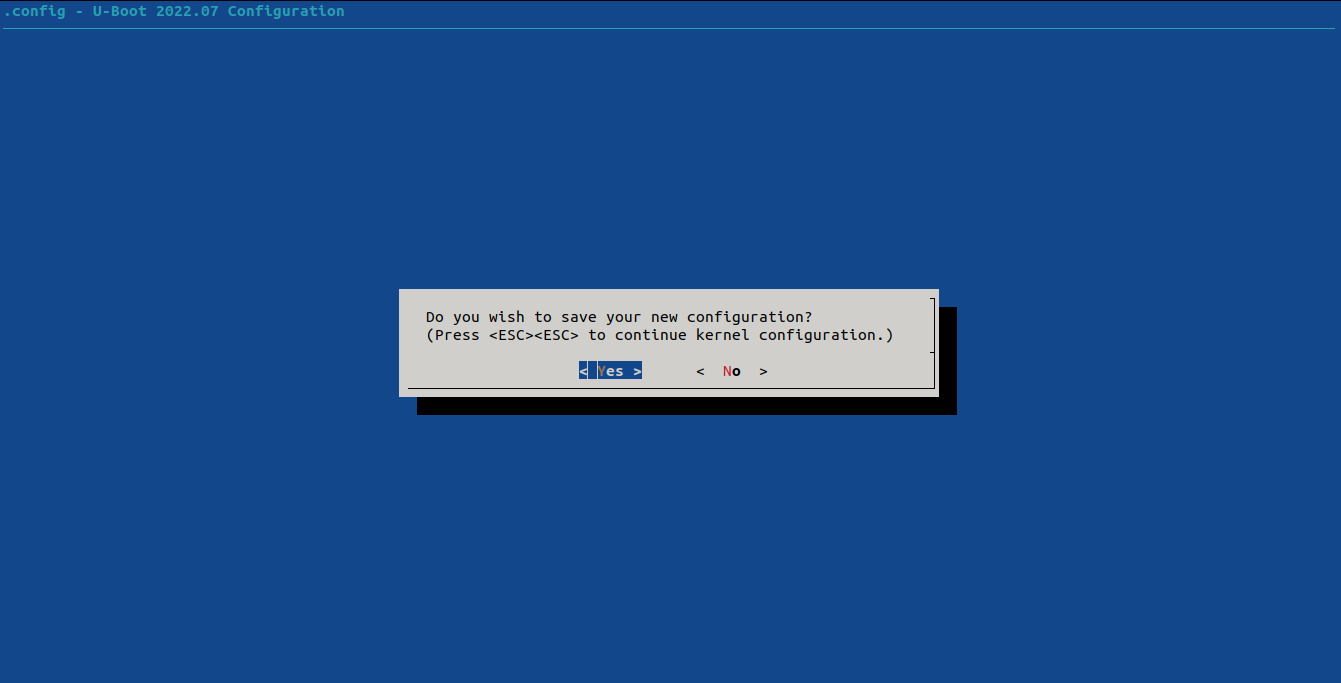 .config - U-Boot 2022.07 Configuration
Do you wish to save your new configuration?
(Press <ESC><ESC> to continue kernel configuration.)
< Yes > < No >